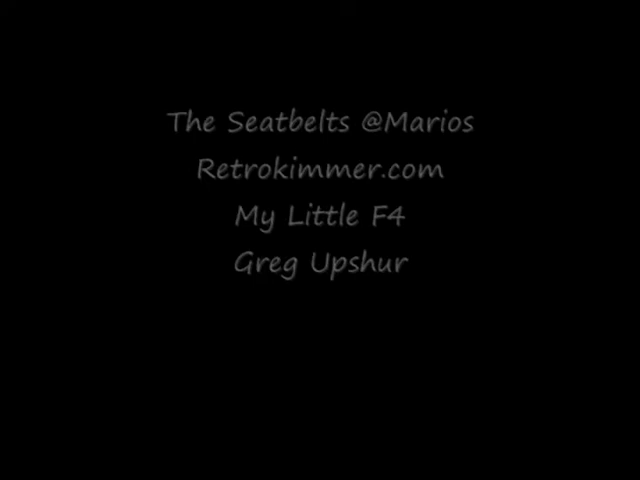 The Seatbelts @Marios
Retrokimmer.com
My Little F4
Greg Upshur